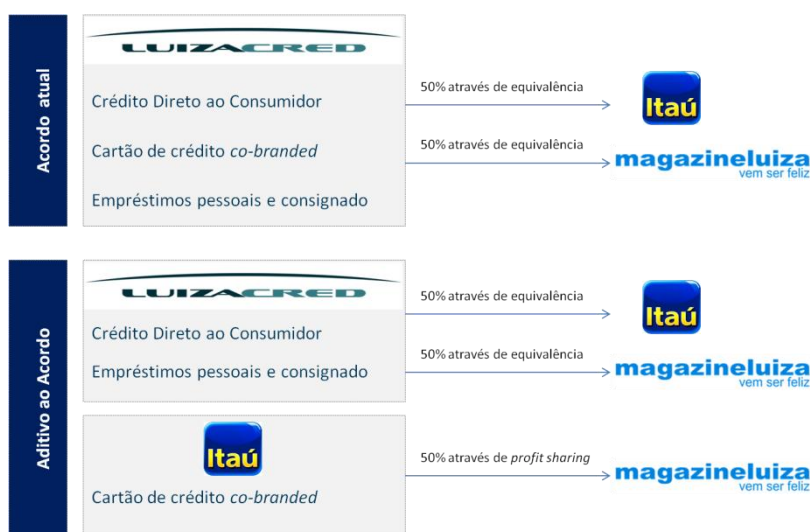 Acordo atual
LUIZACRED
Crédito Direto ao Consumidor
Cartão de crédito co-branded
Empréstimos pessoais e consignado
50% através de equivalência
Itaú
50% através de equivalência
magazineluiza
vem ser feliz
Aditivo ao Acordo
LUIZACRED
Crédito Direto ao Consumidor
Empréstimos pessoais e consignado
50% através de equivalência
Itaú
50% através de equivalência
magazineluiza
vem ser feliz
Itaú
Cartão de crédito co-branded
50% através de profit sharing
magazineluiza
vem ser feliz